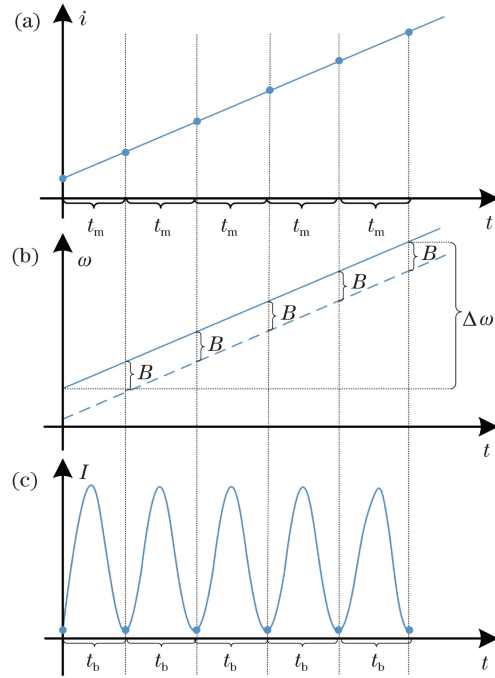 (a)
i
t_m t_m t_m t_m t_m
t
(b)
ω
B B B B B
Δω
t
(c)
I
t_b t_b t_b t_b t_b
t